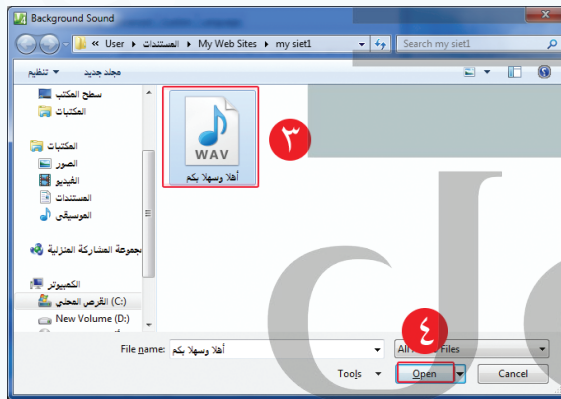 Background Sound
« User ▸ المستندات ▸ My Web Sites ▸ my siet1
Search my siet1
تنظيم
مجلد جديد
سطح المكتب
المكتبات
المكتبات
الصور
الفيديو
المستندات
الموسيقى
مجموعة المشاركة المنزلية
الكمبيوتر
القرص المحلي (C:)
New Volume (D:)
WAV
أهلا وسهلا بكم
٣
File name: أهلا وسهلا بكم
All Files
٤
Tools
Open
Cancel